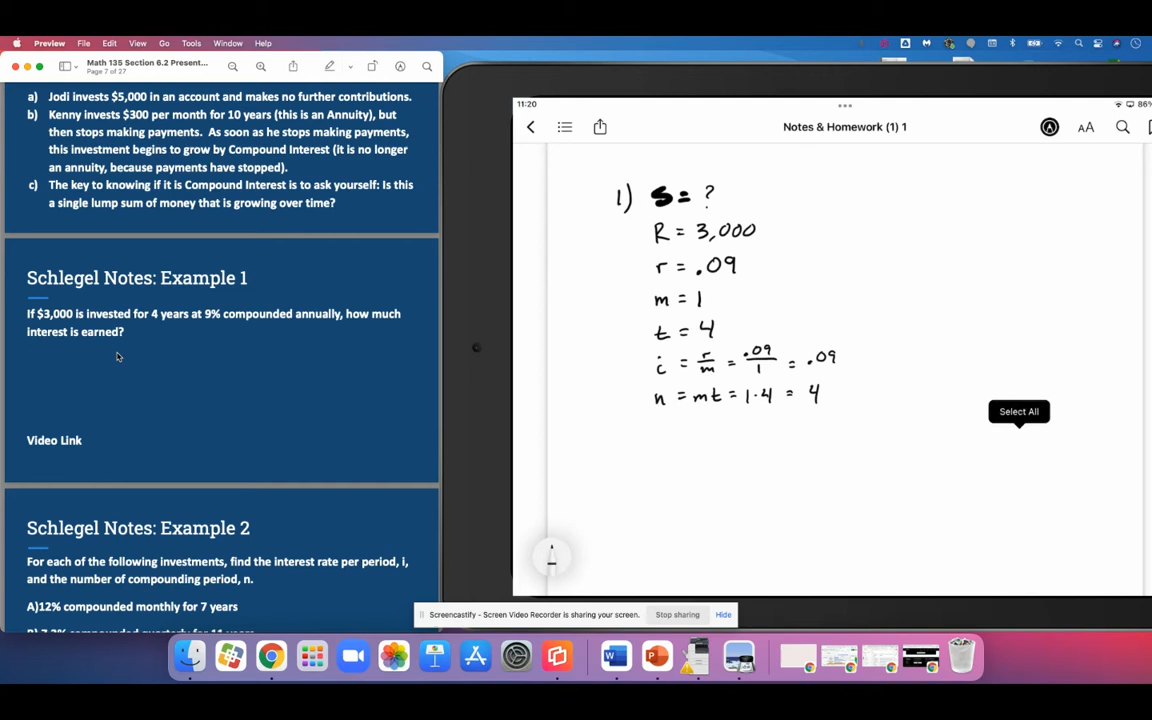 Preview File Edit View Go Tools Window Help
Math 135 Section 6.2 Present...
Page 7 of 27
a) Jodi invests $5,000 in an account and makes no further contributions.
b) Kenny invests $300 per month for 10 years (this is an Annuity), but
then stops making payments. As soon as he stops making payments,
this investment begins to grow by Compound Interest (it is no longer
an annuity, because payments have stopped).
c) The key to knowing if it is Compound Interest is to ask yourself: Is this
a single lump sum of money that is growing over time?
Schlegel Notes: Example 1
If $3,000 is invested for 4 years at 9% compounded annually, how much
interest is earned?
Video Link
Schlegel Notes: Example 2
For each of the following investments, find the interest rate per period, i,
and the number of compounding period, n.
A)12% compounded monthly for 7 years
B) 7.2% compounded quarterly for 11 years
11:20
86%
Notes & Homework (1) 1
AA
1) S = ?
R = 3,000
r = .09
m = 1
t = 4
i = r/m = .09/1 = .09
n = mt = 1·4 = 4
Select All
Screencastify - Screen Video Recorder is sharing your screen. Stop sharing Hide